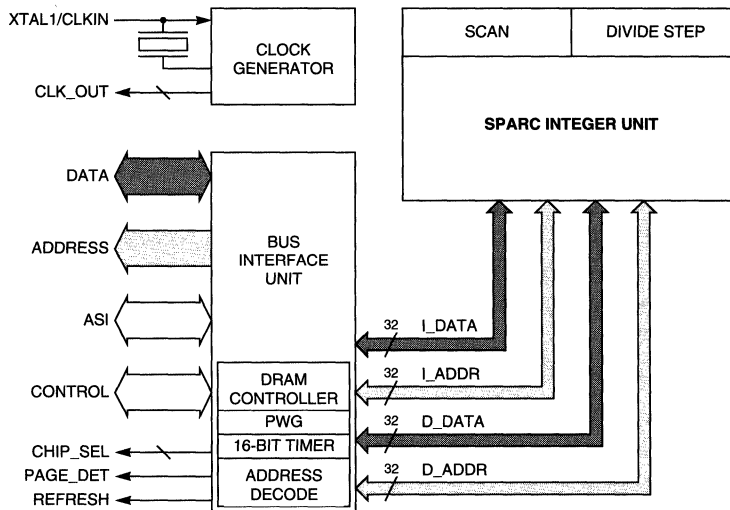 XTAL1/CLKIN
CLOCK
GENERATOR
CLK_OUT
SCAN
DIVIDE STEP
SPARC INTEGER UNIT
DATA
ADDRESS
ASI
CONTROL
CHIP_SEL
PAGE_DET
REFRESH
BUS
INTERFACE
UNIT
DRAM
CONTROLLER
PWG
16-BIT TIMER
ADDRESS
DECODE
32 I_DATA
32 I_ADDR
32 D_DATA
32 D_ADDR